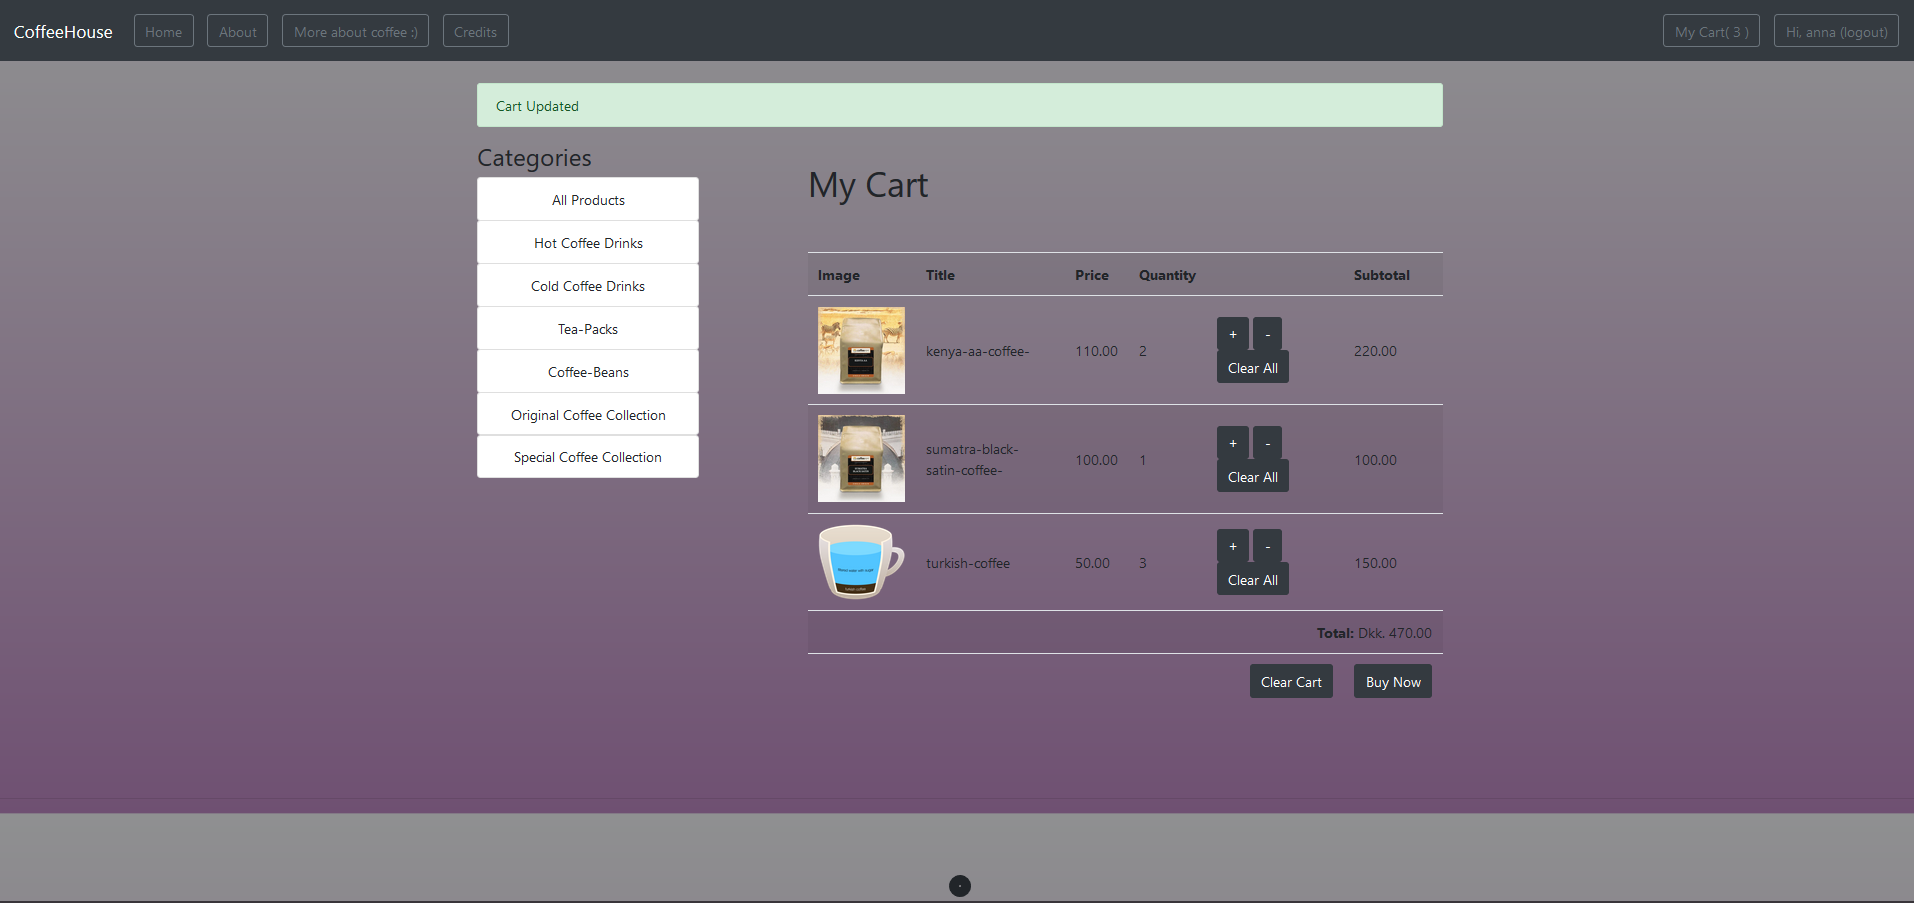 CoffeeHouse Home About More about coffee :) Credits My Cart( 3 ) Hi, anna (logout)
Cart Updated
Categories
All Products
Hot Coffee Drinks
Cold Coffee Drinks
Tea-Packs
Coffee-Beans
Original Coffee Collection
Special Coffee Collection
My Cart
Image Title Price Quantity Subtotal
kenya-aa-coffee- 110.00 2 + - 220.00
Clear All
sumatra-black-
satin-coffee- 100.00 1 + - 100.00
Clear All
turkish-coffee 50.00 3 + - 150.00
Clear All
Total: Dkk. 470.00
Clear Cart Buy Now